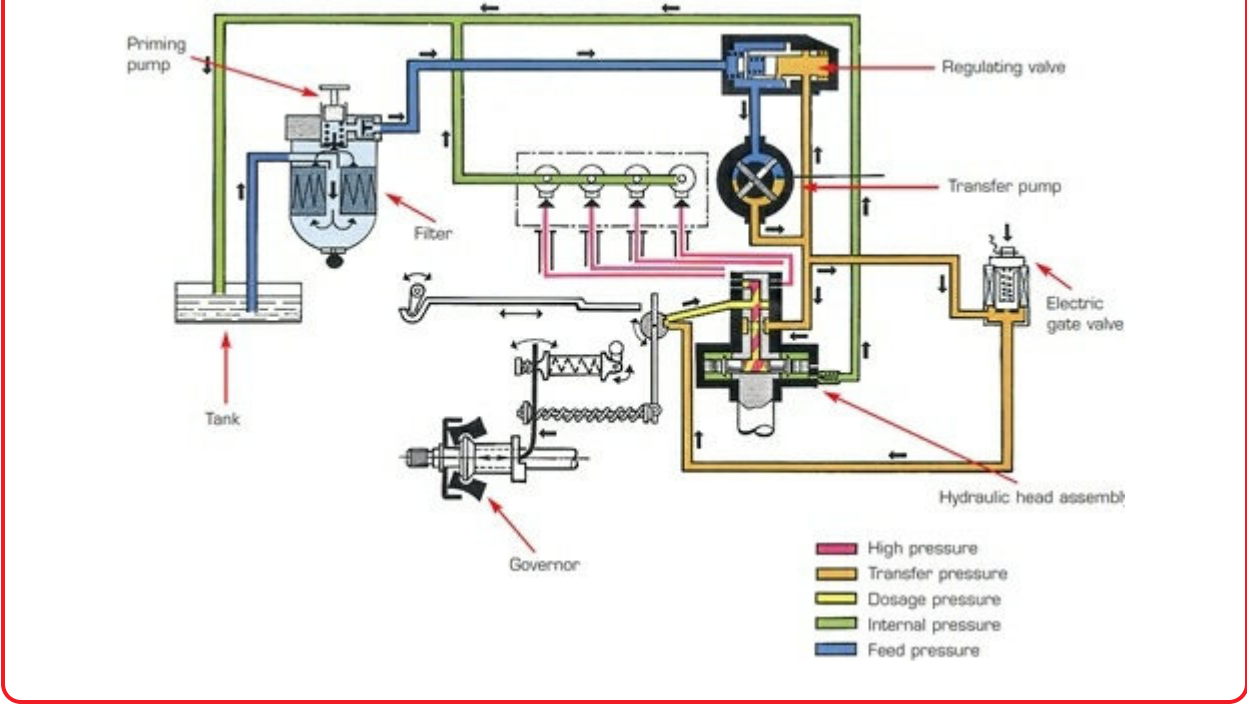 Priming
pump
Regulating valve
Transfer pump
Filter
Electric
gate valve
Tank
Hydraulic head assembly
Governor
High pressure
Transfer pressure
Dosage pressure
Internal pressure
Feed pressure